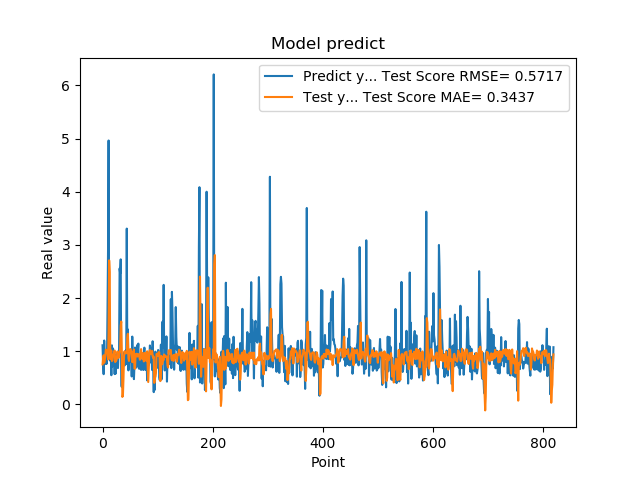 Model predict
Predict y... Test Score RMSE= 0.5717
Test y... Test Score MAE= 0.3437
Real value
6
5
4
3
2
1
0
0 200 400 600 800
Point